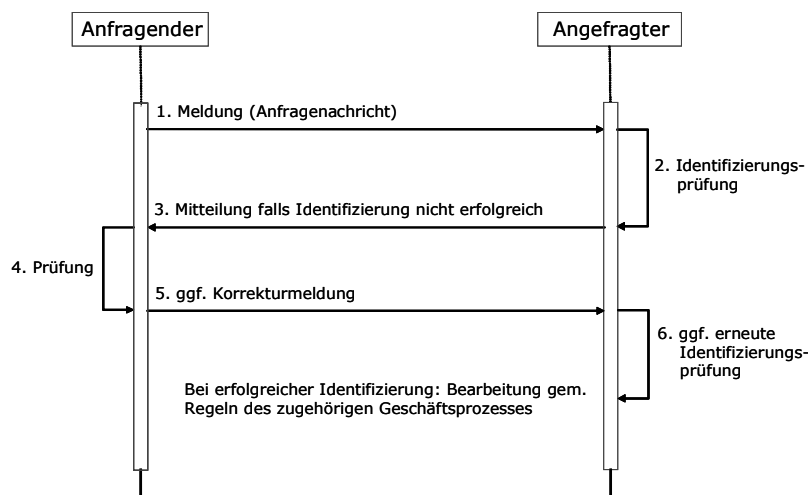 Anfragender
Angefragter
1. Meldung (Anfragenachricht)
2. Identifizierungs-
prüfung
3. Mitteilung falls Identifizierung nicht erfolgreich
4. Prüfung
5. ggf. Korrekturmeldung
6. ggf. erneute
Identifizierungs-
prüfung
Bei erfolgreicher Identifizierung: Bearbeitung gem.
Regeln des zugehörigen Geschäftsprozesses